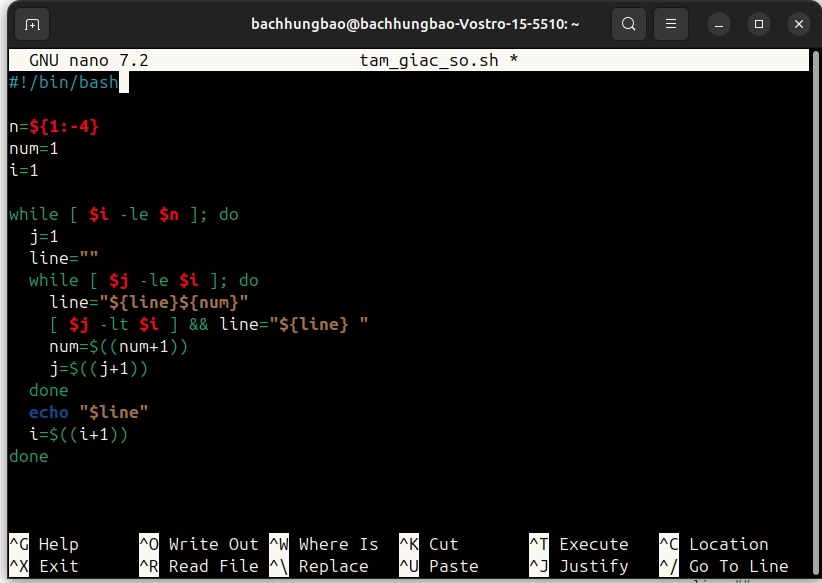 bachhungbao@bachhungbao-Vostro-15-5510: ~
GNU nano 7.2 tam_giac_so.sh *
#!/bin/bash
n=${1:-4}
num=1
i=1
while [ $i -le $n ]; do
  j=1
  line=""
  while [ $j -le $i ]; do
    line="${line}${num}"
    [ $j -lt $i ] && line="${line} "
    num=$((num+1))
    j=$((j+1))
  done
  echo "$line"
  i=$((i+1))
done
^G Help ^O Write Out ^W Where Is ^K Cut ^T Execute ^C Location
^X Exit ^R Read File ^\ Replace ^U Paste ^J Justify ^/ Go To Line